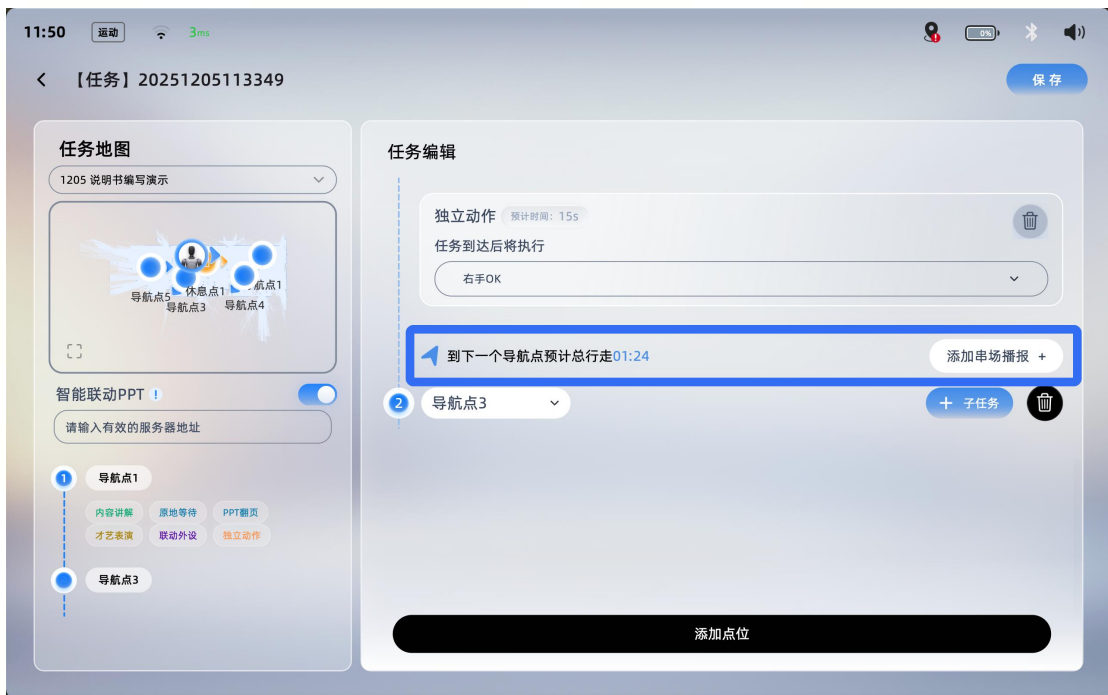 11:50 运动 3ms 0%
【任务】20251205113349 保存
任务地图
1205 说明书编写演示
导航点5 休息点1 航点1
导航点3 导航点4
智能联动PPT !
请输入有效的服务器地址
1 导航点1
内容讲解 原地等待 PPT翻页
才艺表演 联动外设 独立动作
导航点3
任务编辑
独立动作 预计时间: 15s
任务到达后将执行
右手OK
到下一个导航点预计总行走01:24 添加串场播报 +
2 导航点3 + 子任务
添加点位